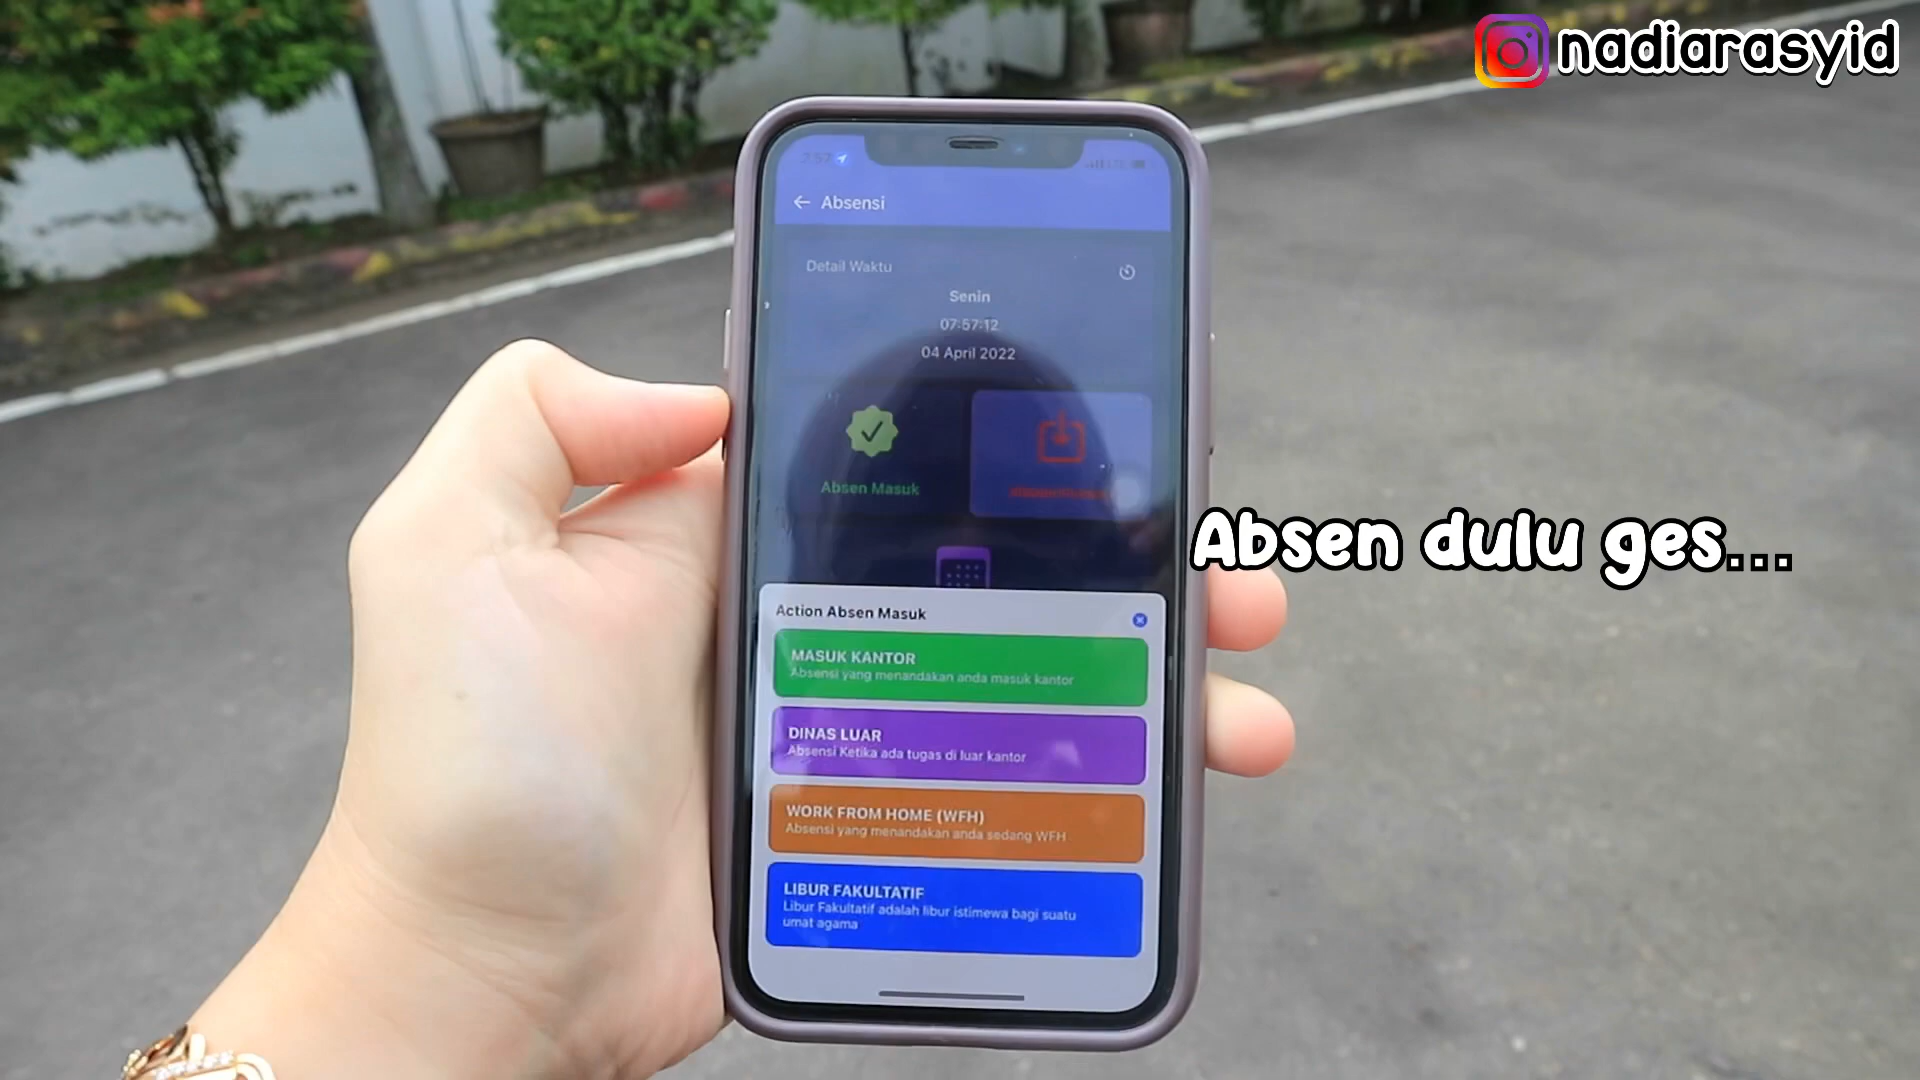 nadiarasyid
Absensi
Detail Waktu
Senin
07:57:12
04 April 2022
Absen Masuk
Absen dulu ges...
Action Absen Masuk
MASUK KANTOR
Absensi yang menandakan anda masuk kantor
DINAS LUAR
Absensi Ketika ada tugas di luar kantor
WORK FROM HOME (WFH)
Absensi yang menandakan anda sedang WFH
LIBUR FAKULTATIF
Libur Fakultatif adalah libur istimewa bagi suatu
umat agama